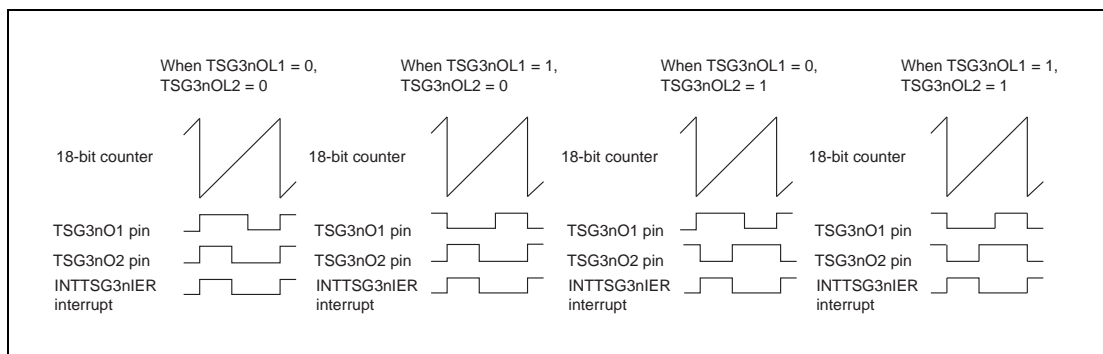 When TSG3nOL1 = 0,
TSG3nOL2 = 0
18-bit counter
TSG3nO1 pin
TSG3nO2 pin
INTTSG3nIER
interrupt
When TSG3nOL1 = 1,
TSG3nOL2 = 0
18-bit counter
TSG3nO1 pin
TSG3nO2 pin
INTTSG3nIER
interrupt
When TSG3nOL1 = 0,
TSG3nOL2 = 1
18-bit counter
TSG3nO1 pin
TSG3nO2 pin
INTTSG3nIER
interrupt
When TSG3nOL1 = 1,
TSG3nOL2 = 1
18-bit counter
TSG3nO1 pin
TSG3nO2 pin
INTTSG3nIER
interrupt